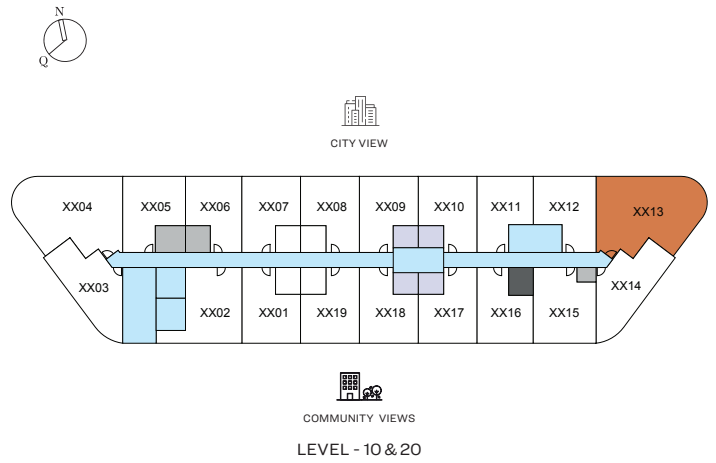 N
Q
CITY VIEW
XX04
XX05
XX06
XX07
XX08
XX09
XX10
XX11
XX12
XX13
XX03
XX02
XX01
XX19
XX18
XX17
XX16
XX15
XX14
COMMUNITY VIEWS
LEVEL - 10 & 20